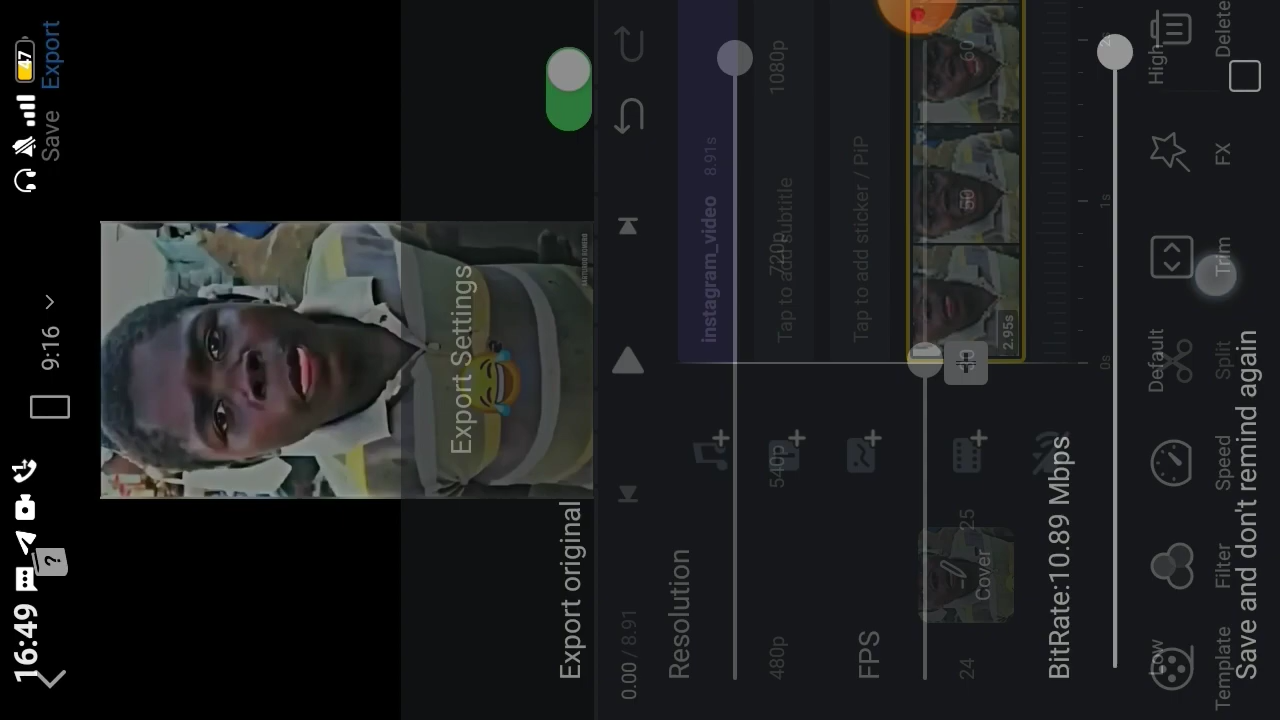 16:49
47
9:16
Save
Export
Export Settings
Export original
0.00 / 8.91
Resolution
instagram_video 8.91s
480p
540p
720p
1080p
Tap to add subtitle
Tap to add sticker / PiP
FPS
24
25
30
50
60
2.95s
Cover
0s
1s
2s
BitRate:10.89 Mbps
Low
Default
High
Template
Filter
Speed
Split
Trim
FX
Delete
Save and don't remind again